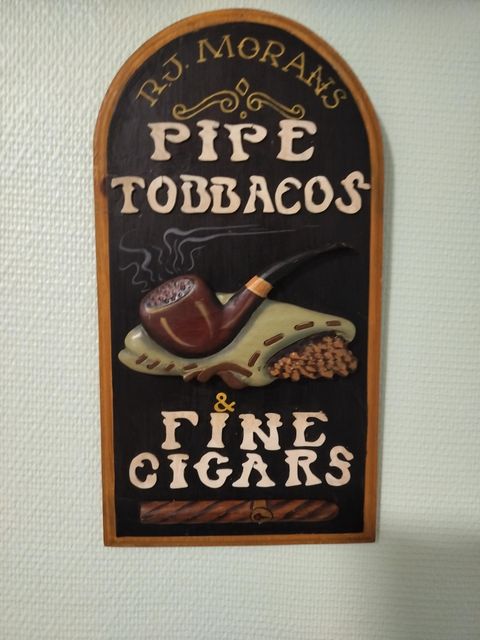 R.J. MORANS
PIPE
TOBBACOS
&
FINE
CIGARS